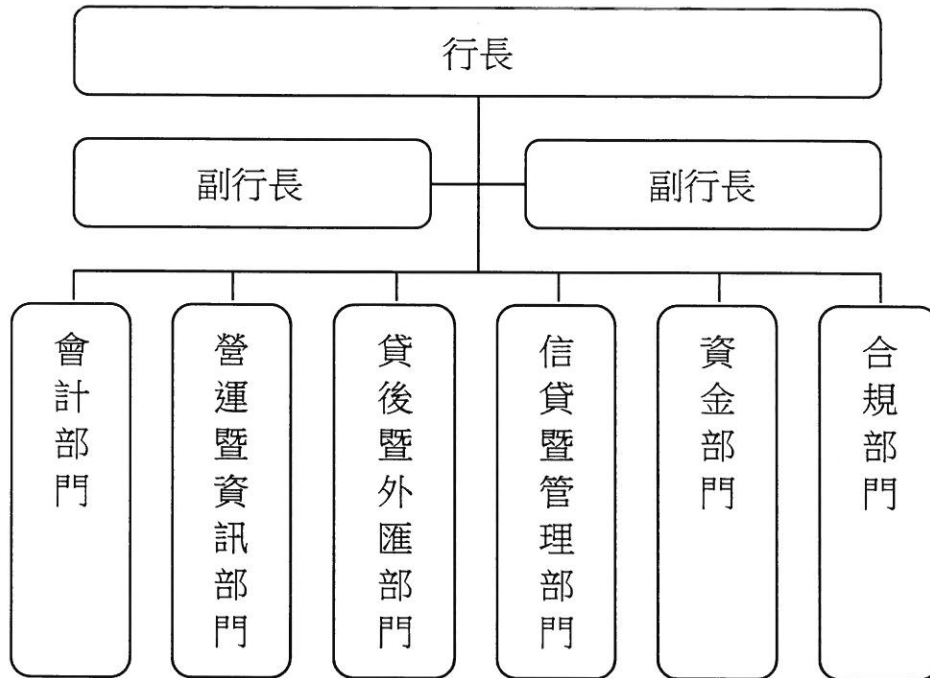 行長
副行長
副行長
會計部門
營運暨資訊部門
貸後暨外匯部門
信貸暨管理部門
資金部門
合規部門